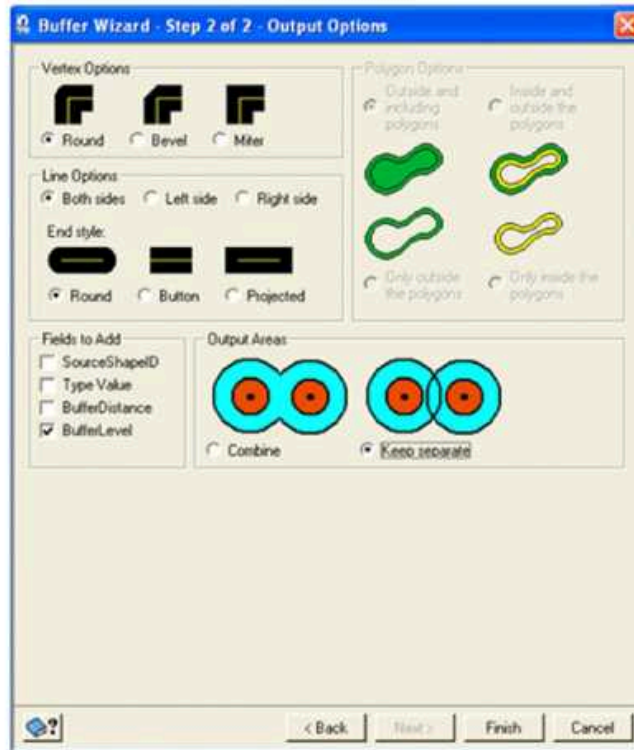 Buffer Wizard - Step 2 of 2 - Output Options
Vertex Options
Round Bevel Miter
Line Options
Both sides Left side Right side
End style:
Round Button Projected
Polygon Options
Outside and including polygons
Inside and outside the polygons
Only outside the polygons
Only inside the polygons
Fields to Add
SourceShapeID
Type Value
BufferDistance
BufferLevel
Output Areas
Combine Keep separate
?
< Back Next > Finish Cancel